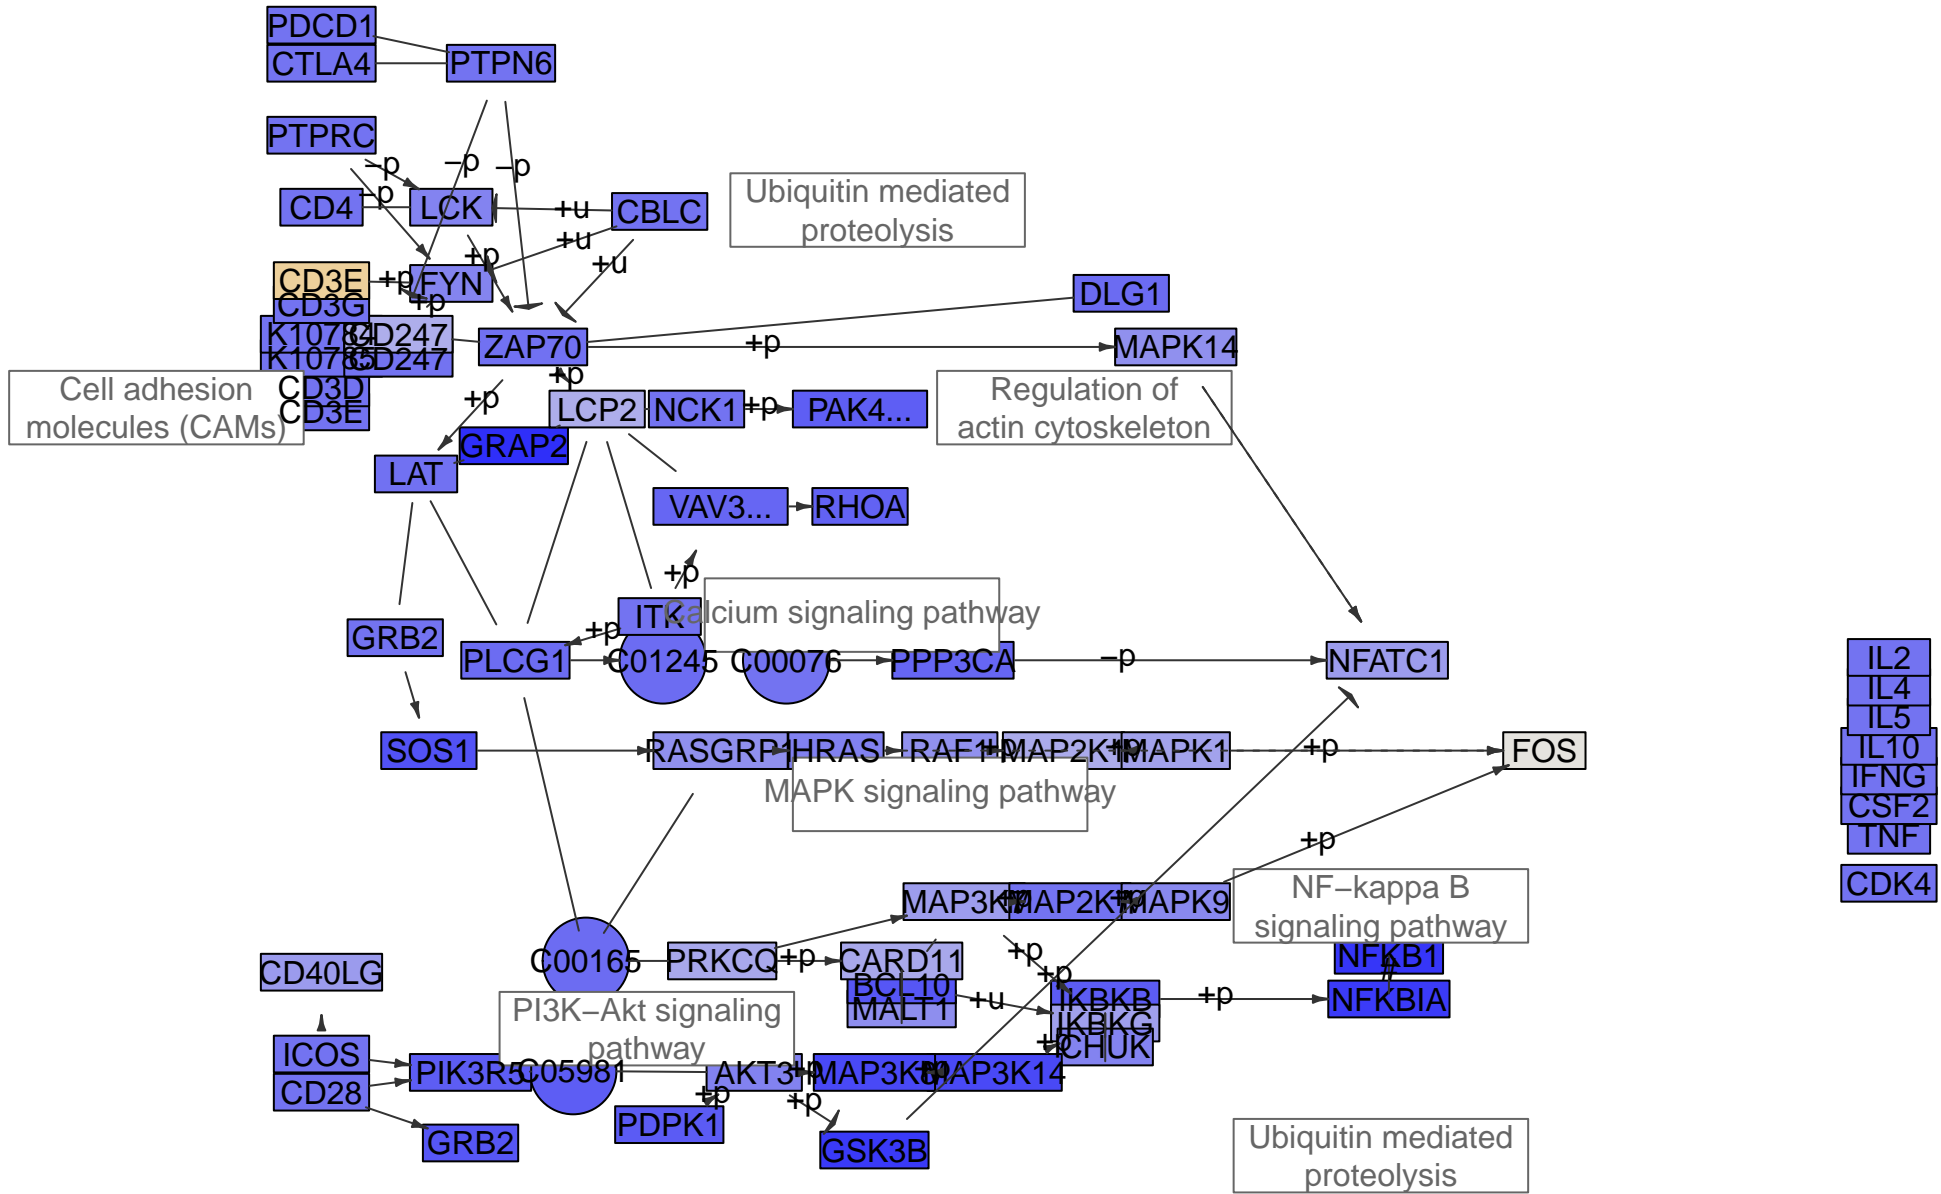 PDCD1
CTLA4
PTPN6
PTPRC
–p
–p
–p
–p
CD4
LCK
+u
CBLC
Ubiquitin mediated
proteolysis
+u
+p
+u
CD3E
+p
FYN
CD3G
+p
DLG1
K10784
CD247
ZAP70
+p
MAPK14
K10785
CD247
+p
Cell adhesion
molecules (CAMs)
CD3D
CD3E
+p
LCP2
NCK1
+p
PAK4...
Regulation of
actin cytoskeleton
GRAP2
LAT
VAV3...
RHOA
+p
ITK
Calcium signaling pathway
GRB2
+p
PLCG1
C01245
C00076
PPP3CA
–p
NFATC1
IL2
IL4
IL5
IL10
IFNG
CSF2
TNF
CDK4
SOS1
RASGRP1
HRAS
RAF1
+p
MAP2K1
+p
MAPK1
+p
FOS
MAPK signaling pathway
+p
MAP3K7
+p
MAP2K7
+p
MAPK9
NF–kappa B
signaling pathway
CD40LG
C00165
PRKCQ
+p
CARD11
+p
+p
NFKB1
BCL10
MALT1
+u
IKBKB
+p
NFKBIA
IKBKG
PI3K–Akt signaling
pathway
+p
CHUK
ICOS
CD28
PIK3R5
C05981
AKT3
+p
MAP3K8
+p
MAP3K14
+p
+p
PDPK1
GRB2
GSK3B
Ubiquitin mediated
proteolysis